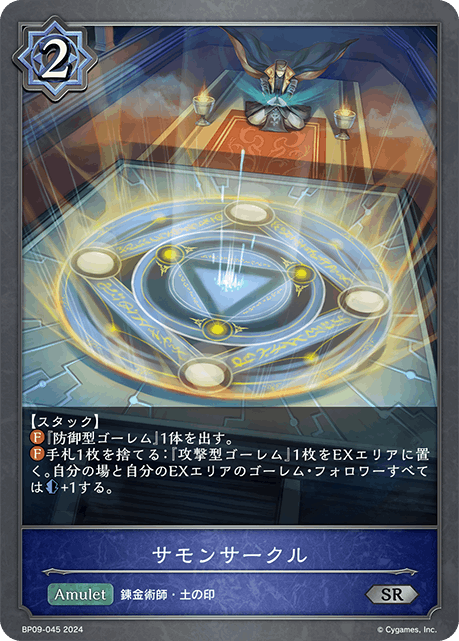 2
【スタック】
F『防御型ゴーレム』1体を出す。
F手札1枚を捨てる:『攻撃型ゴーレム』1枚をEXエリアに置
く。自分の場と自分のEXエリアのゴーレム・フォロワーすべて
は+1する。
サモンサークル
Amulet 錬金術師・土の印 SR
BP09-045 2024 © Cygames, Inc.